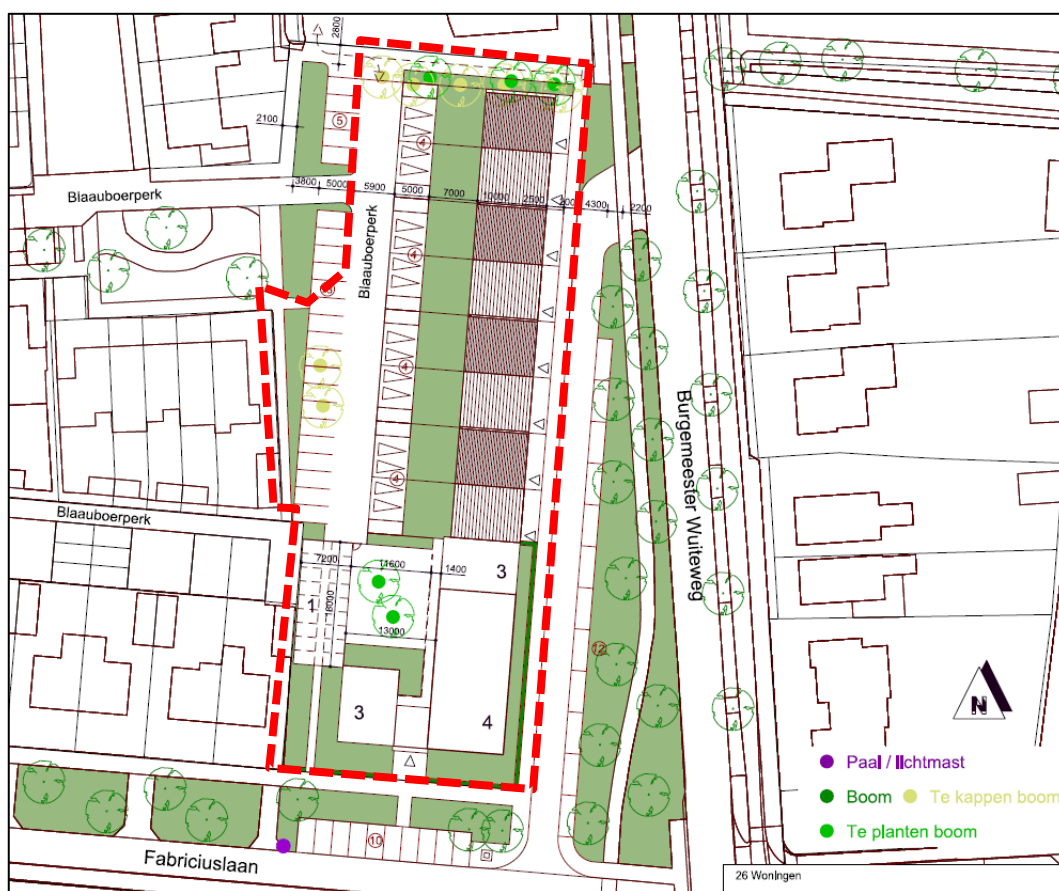 2800
5
2100
4
Blaauboerperk
3800 5000 5900 5000 7000 10000 2500 2000 4300 2200
Blaauboerperk
4
4
4
Burgemeester Wuiteweg
Blaauboerperk
7200 11600 1400
3
1
18000
13000
12
3
4
N
Paal / lichtmast
Boom Te kappen boom
Te planten boom
10
Fabriciuslaan
26 Woningen